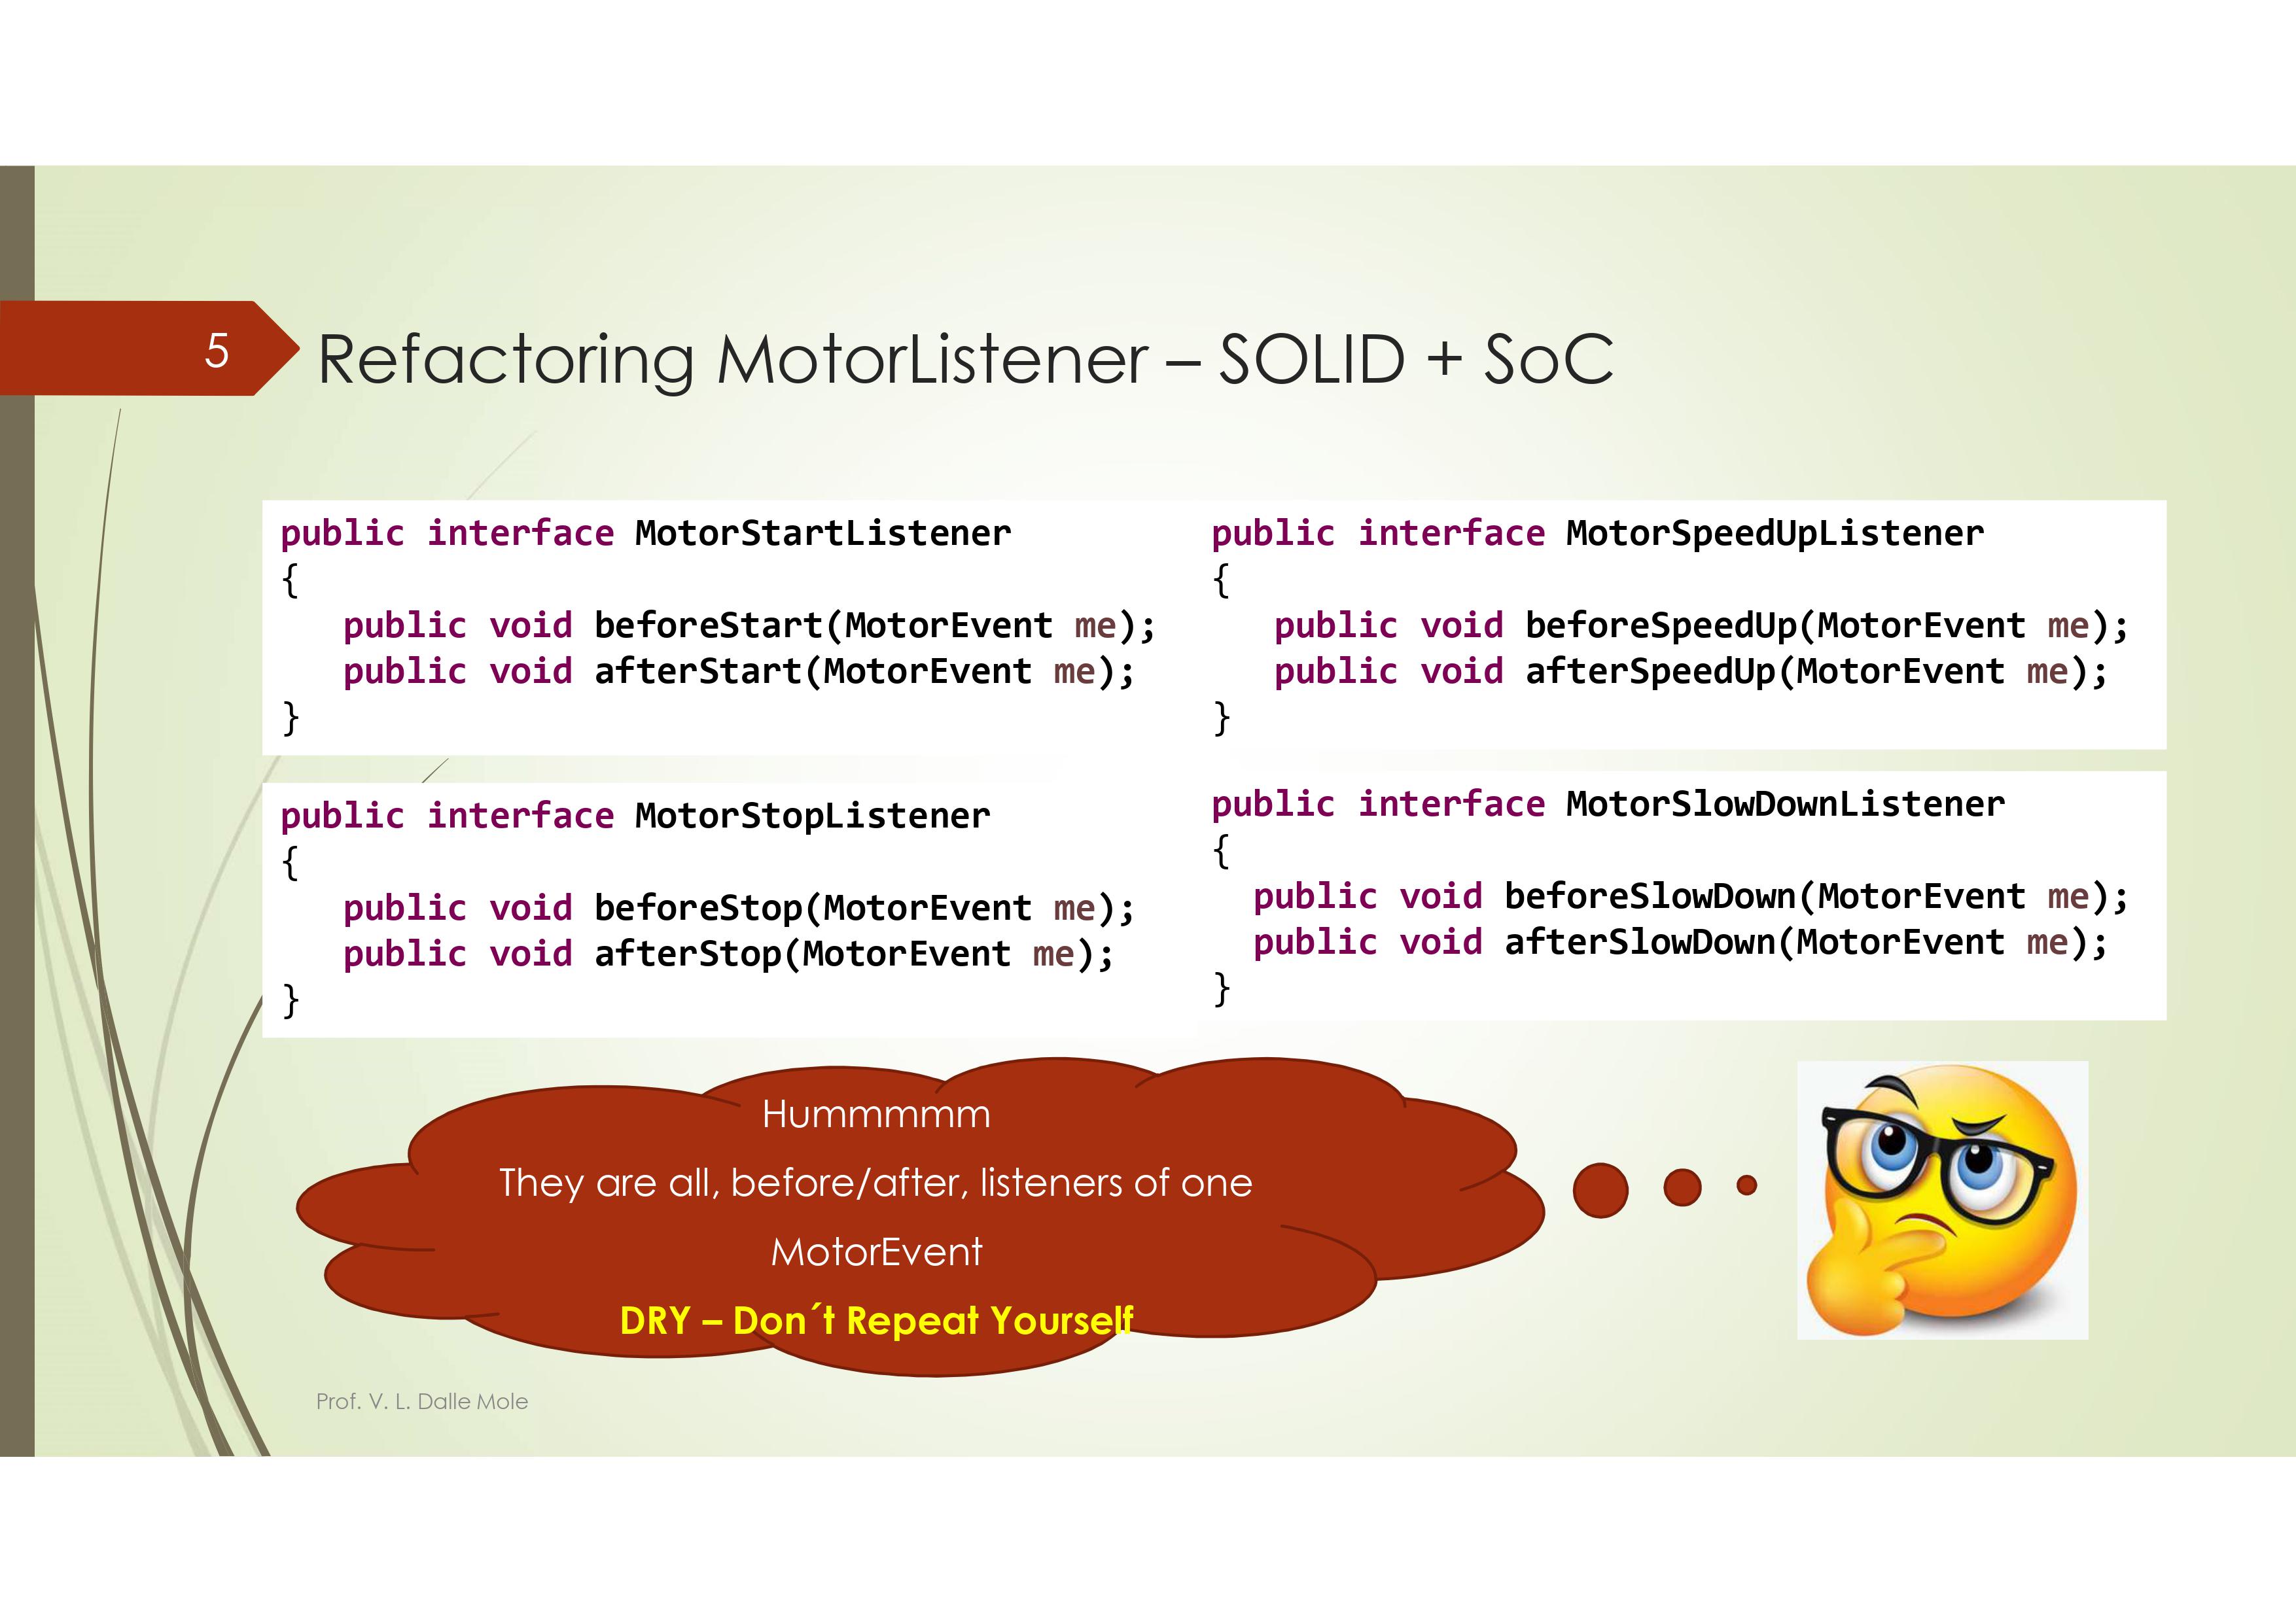 5
Refactoring MotorListener – SOLID + SoC
public interface MotorStartListener
{
public void beforeStart(MotorEvent me);
public void afterStart(MotorEvent me);
}
public interface MotorSpeedUpListener
{
public void beforeSpeedUp(MotorEvent me);
public void afterSpeedUp(MotorEvent me);
}
public interface MotorStopListener
{
public void beforeStop(MotorEvent me);
public void afterStop(MotorEvent me);
}
public interface MotorSlowDownListener
{
public void beforeSlowDown(MotorEvent me);
public void afterSlowDown(MotorEvent me);
}
Hummmmm
They are all, before/after, listeners of one
MotorEvent
DRY – Don´t Repeat Yourself
Prof. V. L. Dalle Mole